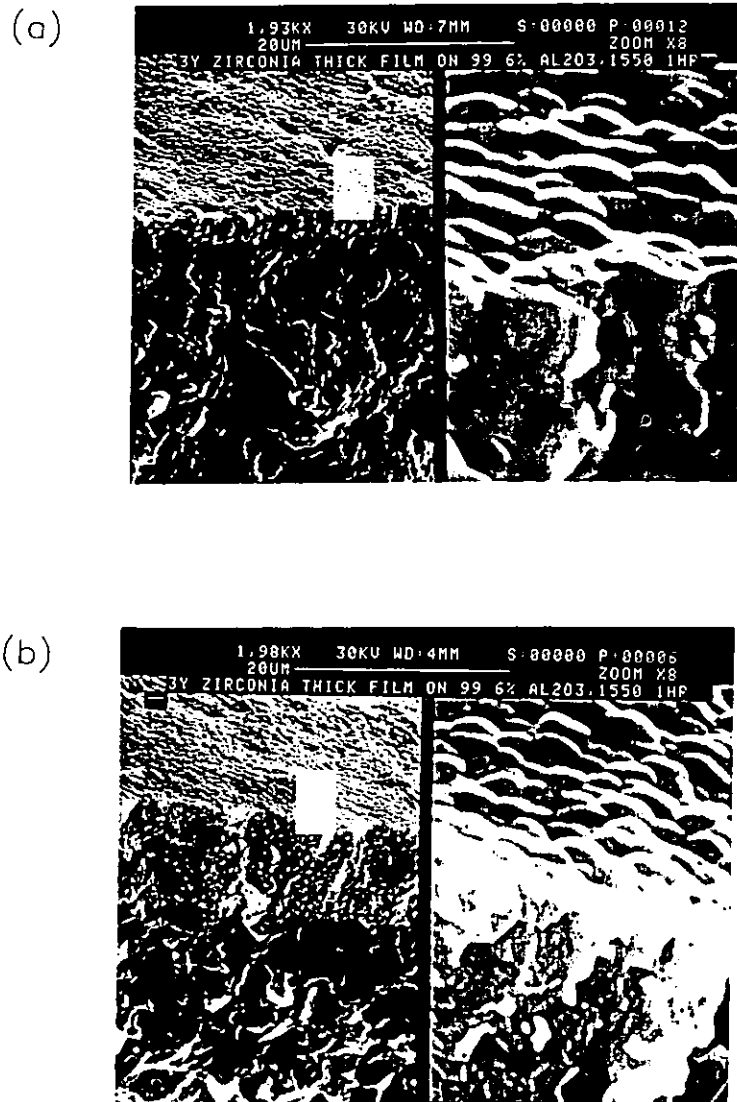 (a)
1,93KX 30KV WD:7MM S:00000 P:00012
20UM ZOOM X8
3Y ZIRCONIA THICK FILM ON 99 6% AL2O3,1550 1HR
(b)
1,98KX 30KV WD:4MM S:00000 P:00006
20UM ZOOM X8
3Y ZIRCONIA THICK FILM ON 99 6% AL2O3,1550 1HR